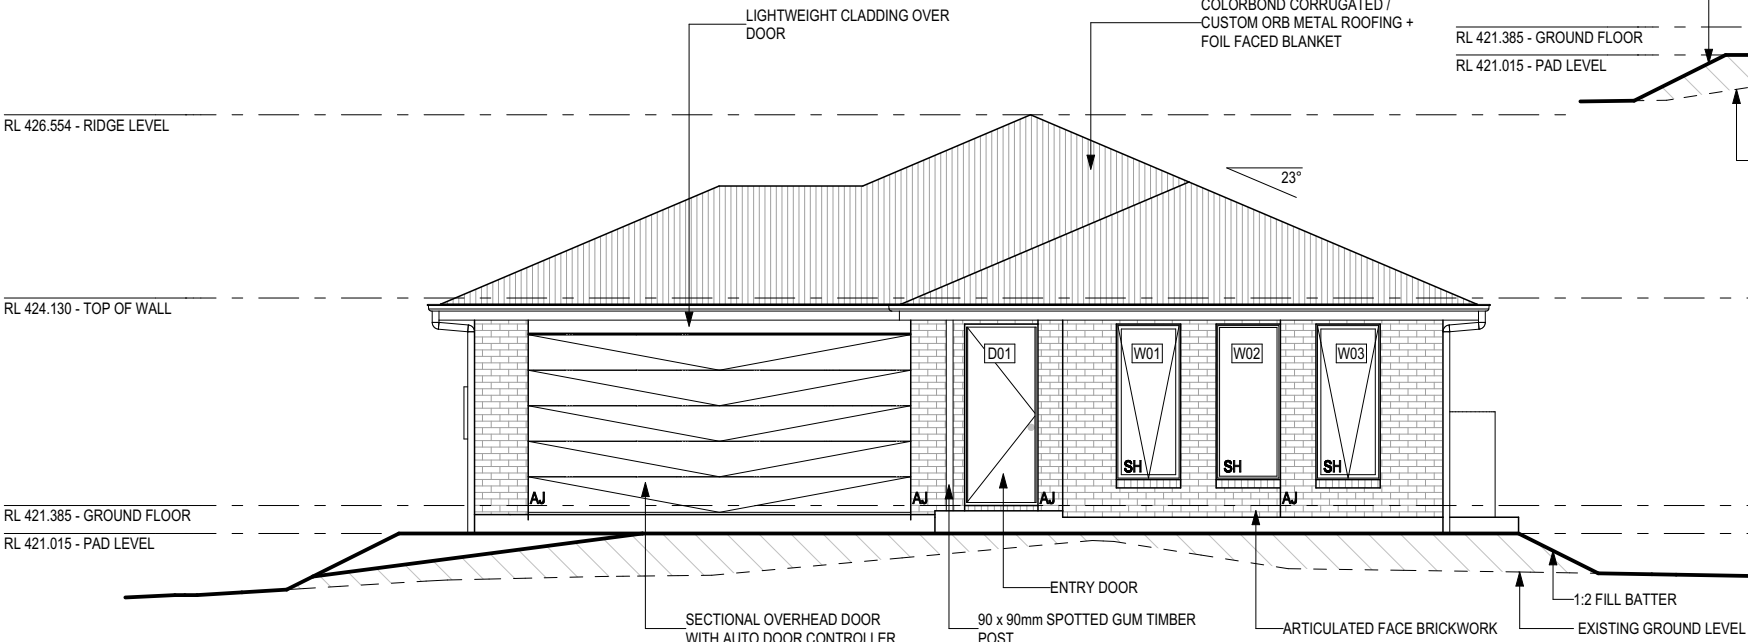 LIGHTWEIGHT CLADDING OVER
DOOR
COLORBOND CORRUGATED /
CUSTOM ORB METAL ROOFING +
FOIL FACED BLANKET
RL 421.385 - GROUND FLOOR
RL 421.015 - PAD LEVEL
RL 426.554 - RIDGE LEVEL
23°
RL 424.130 - TOP OF WALL
D01
W01
W02
W03
SH
SH
SH
AJ
AJ
AJ
AJ
RL 421.385 - GROUND FLOOR
RL 421.015 - PAD LEVEL
ENTRY DOOR
1:2 FILL BATTER
SECTIONAL OVERHEAD DOOR
WITH AUTO DOOR CONTROLLER
90 x 90mm SPOTTED GUM TIMBER
POST
ARTICULATED FACE BRICKWORK
EXISTING GROUND LEVEL